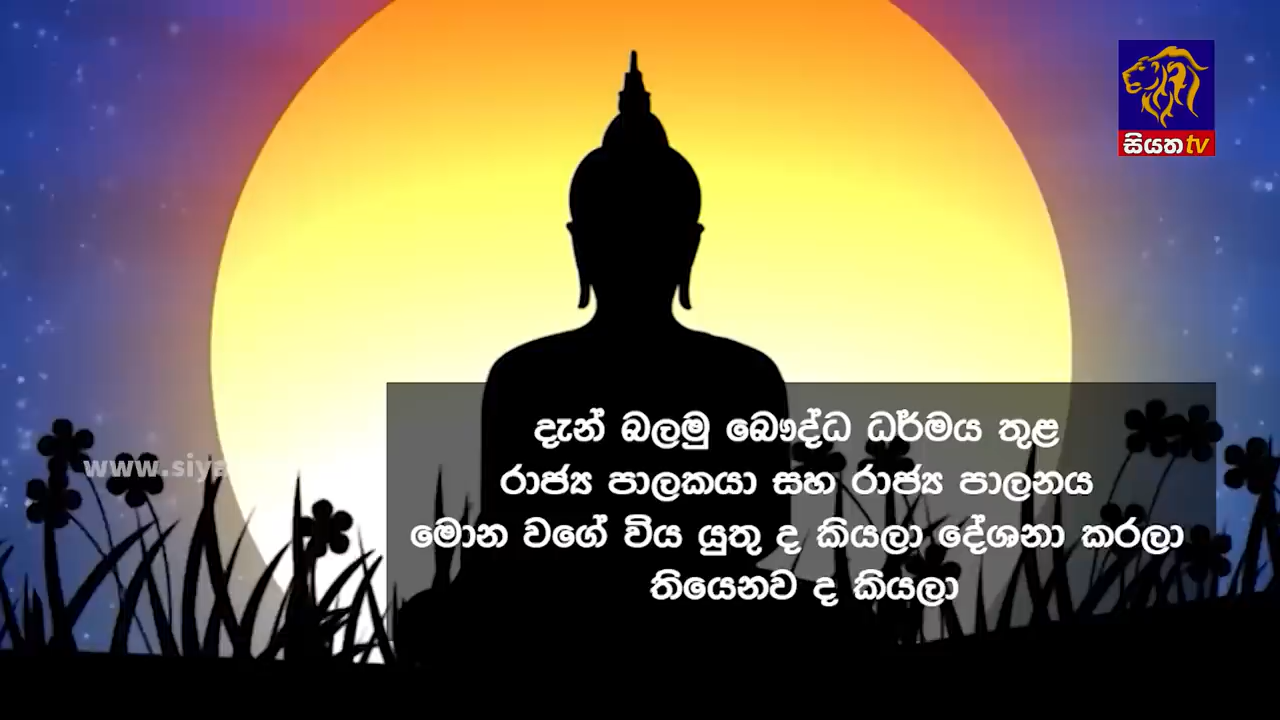 සියත tv
දැන් බලමු බෞද්ධ ධර්මය තුළ
රාජ්‍ය පාලකයා සහ රාජ්‍ය පාලනය
මොන වගේ විය යුතු ද කියලා දේශනා කරලා
තියෙනව ද කියලා